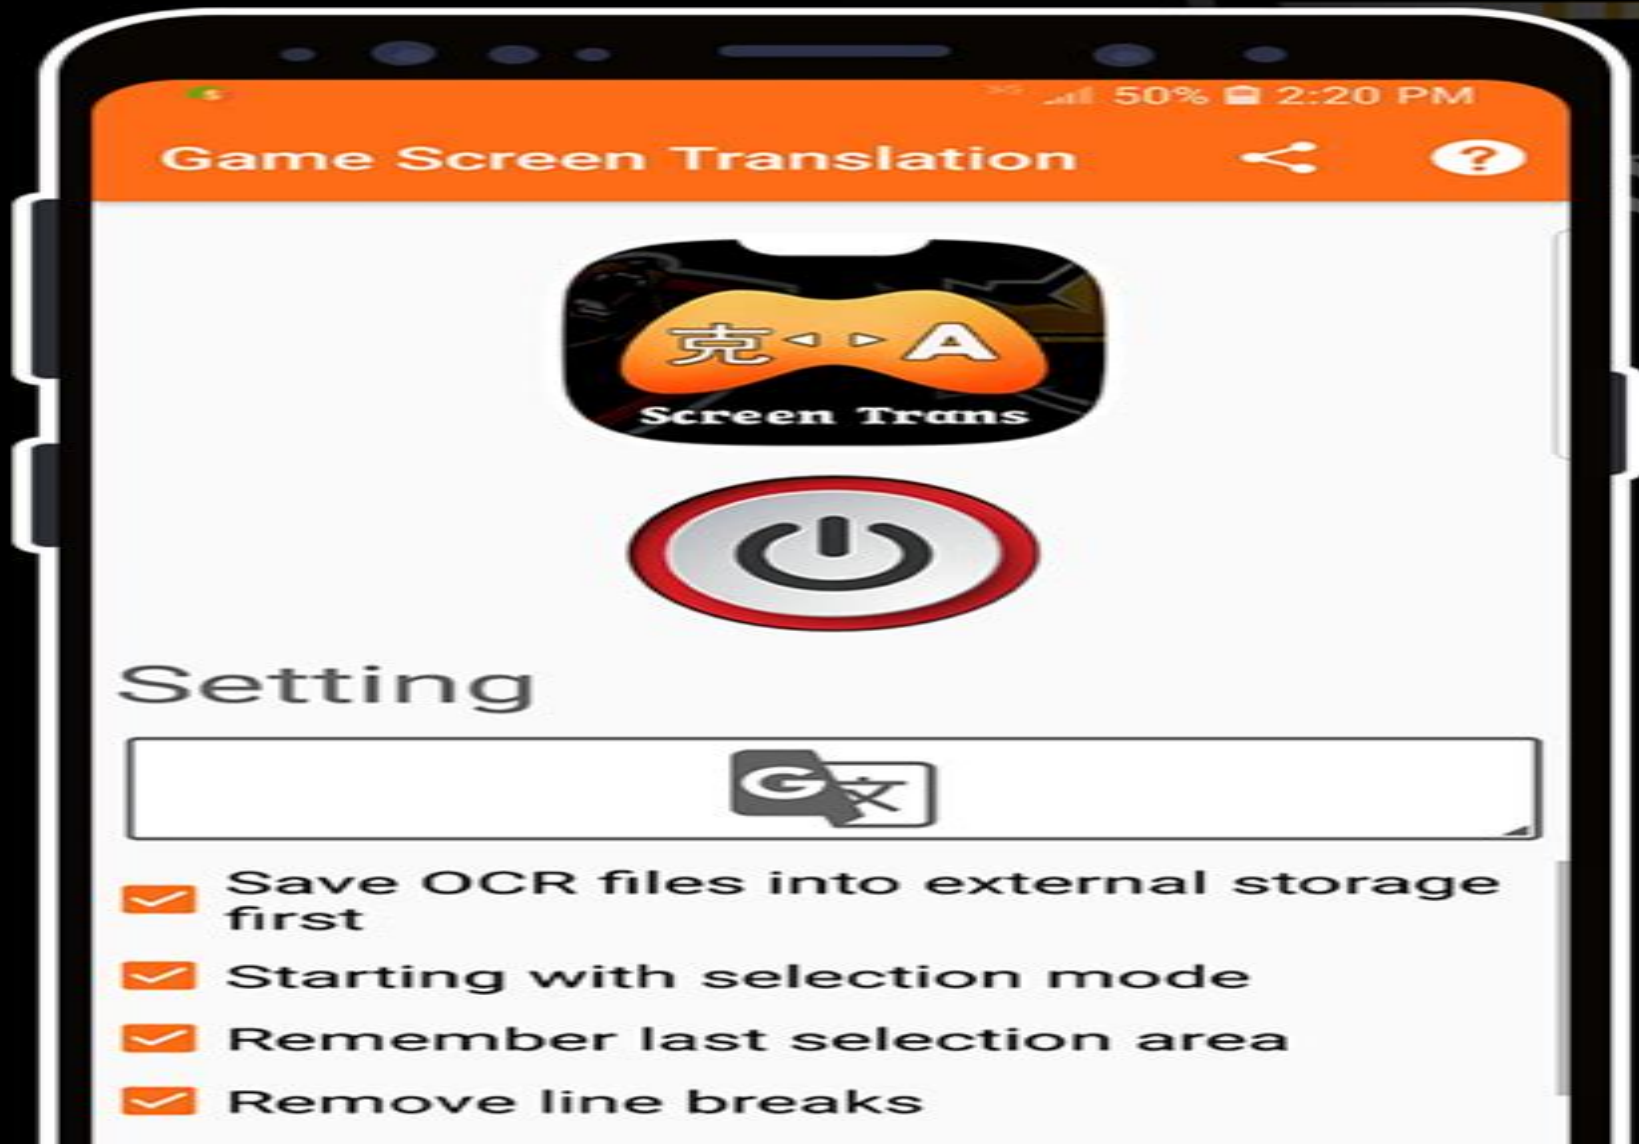 50% 2:20 PM
Game Screen Translation
克 A
Screen Trans
Setting
G 文
Save OCR files into external storage
first
Starting with selection mode
Remember last selection area
Remove line breaks